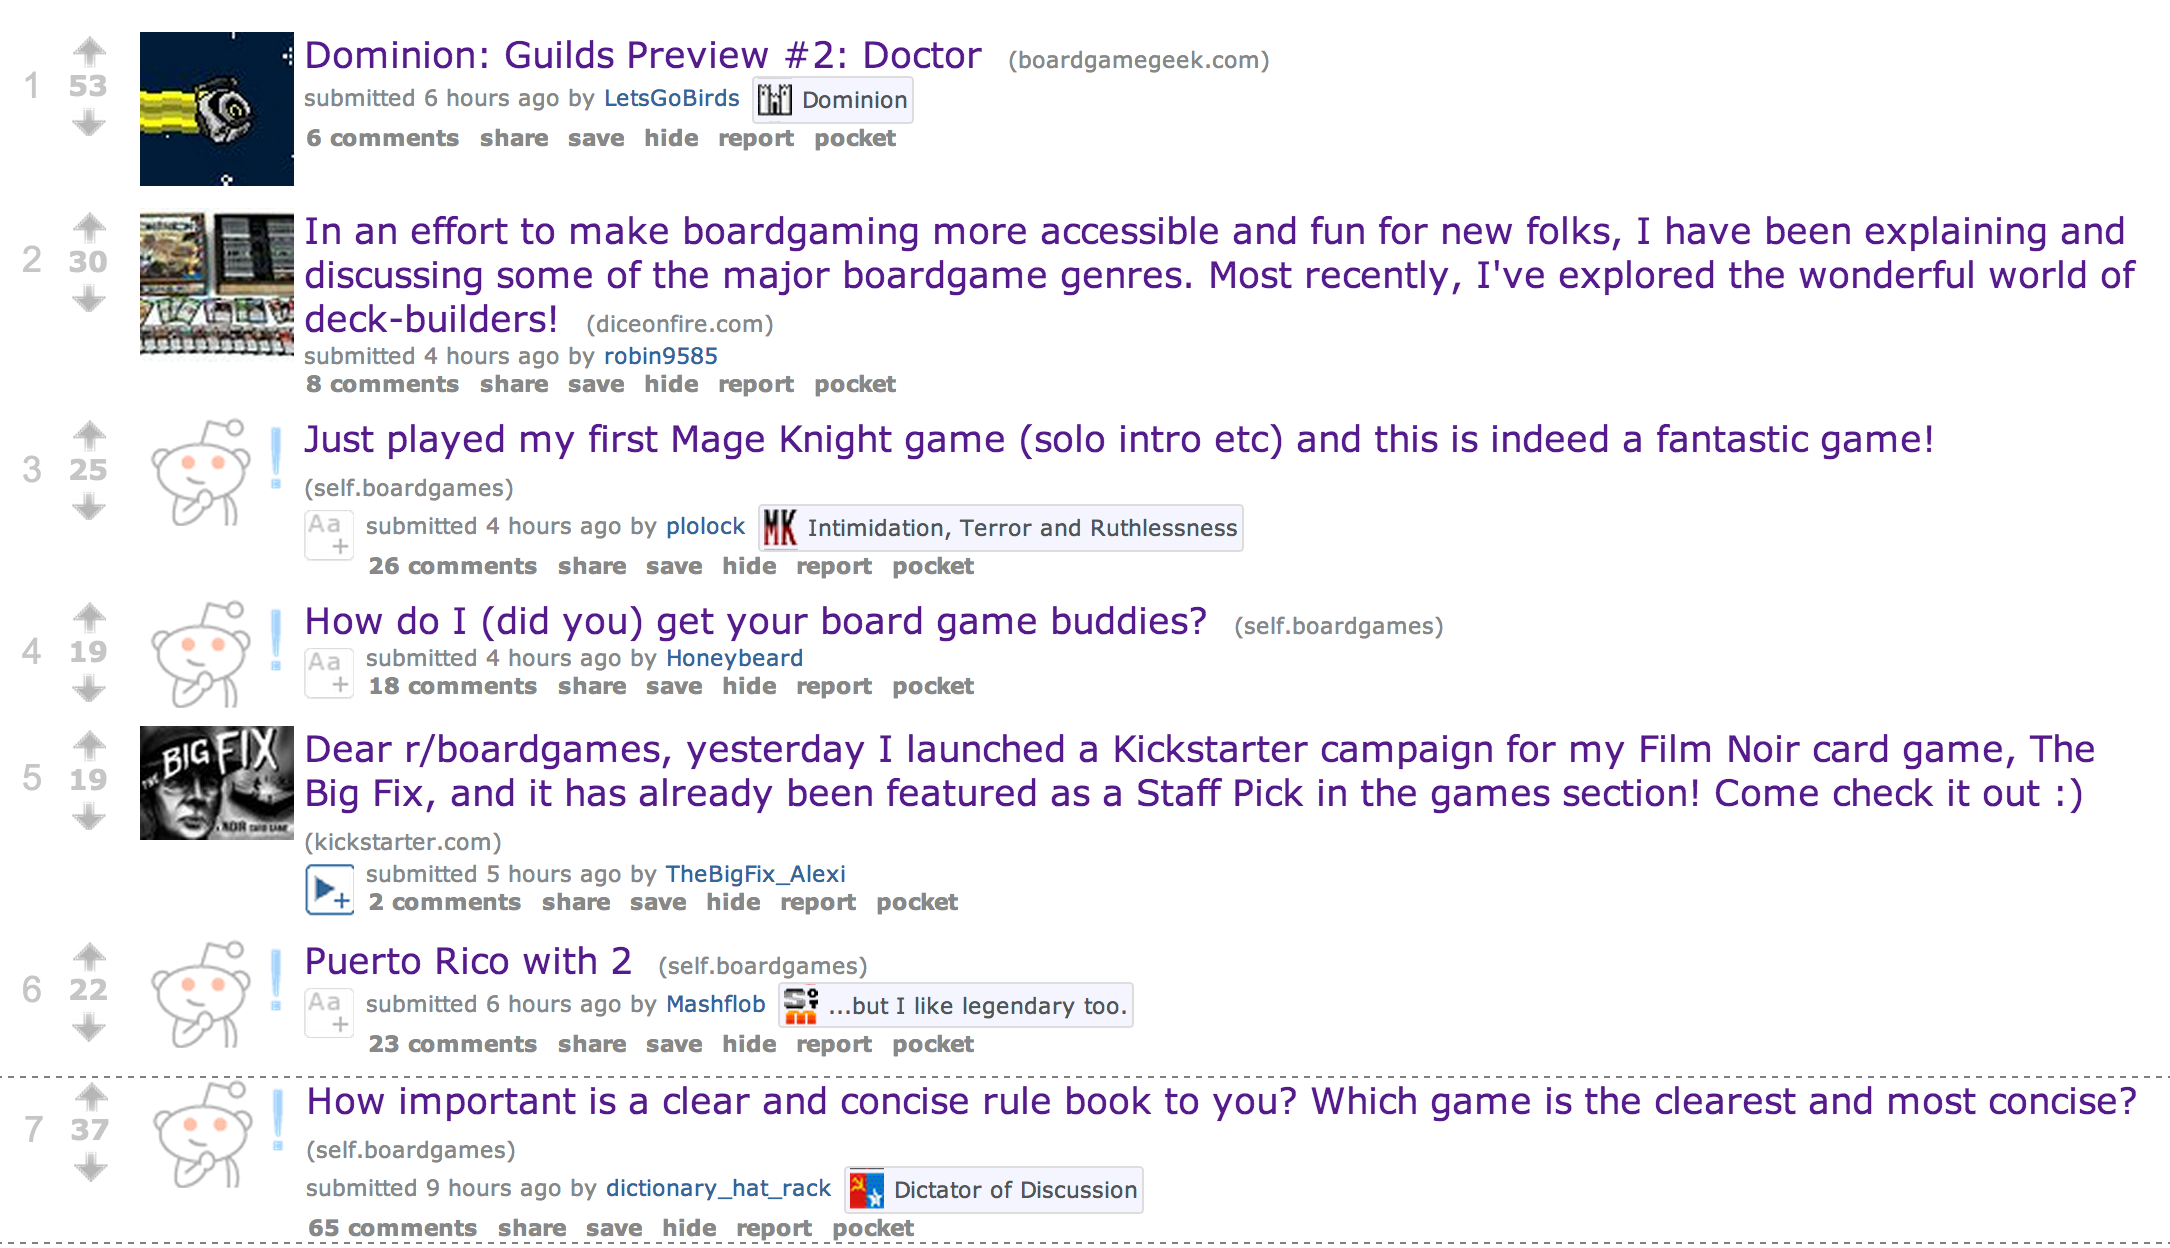 1
53
Dominion: Guilds Preview #2: Doctor (boardgamegeek.com)
submitted 6 hours ago by LetsGoBirds Dominion
6 comments share save hide report pocket
2
30
In an effort to make boardgaming more accessible and fun for new folks, I have been explaining and
discussing some of the major boardgame genres. Most recently, I've explored the wonderful world of
deck-builders! (diceonfire.com)
submitted 4 hours ago by robin9585
8 comments share save hide report pocket
3
25
Just played my first Mage Knight game (solo intro etc) and this is indeed a fantastic game!
(self.boardgames)
Aa+ submitted 4 hours ago by plolock MK Intimidation, Terror and Ruthlessness
26 comments share save hide report pocket
4
19
How do I (did you) get your board game buddies? (self.boardgames)
Aa+ submitted 4 hours ago by Honeybeard
18 comments share save hide report pocket
5
19
THE BIG FIX
Dear r/boardgames, yesterday I launched a Kickstarter campaign for my Film Noir card game, The
Big Fix, and it has already been featured as a Staff Pick in the games section! Come check it out :)
(kickstarter.com)
submitted 5 hours ago by TheBigFix_Alexi
2 comments share save hide report pocket
6
22
Puerto Rico with 2 (self.boardgames)
Aa+ submitted 6 hours ago by Mashflob ...but I like legendary too.
23 comments share save hide report pocket
7
37
How important is a clear and concise rule book to you? Which game is the clearest and most concise?
(self.boardgames)
submitted 9 hours ago by dictionary_hat_rack Dictator of Discussion
65 comments share save hide report pocket